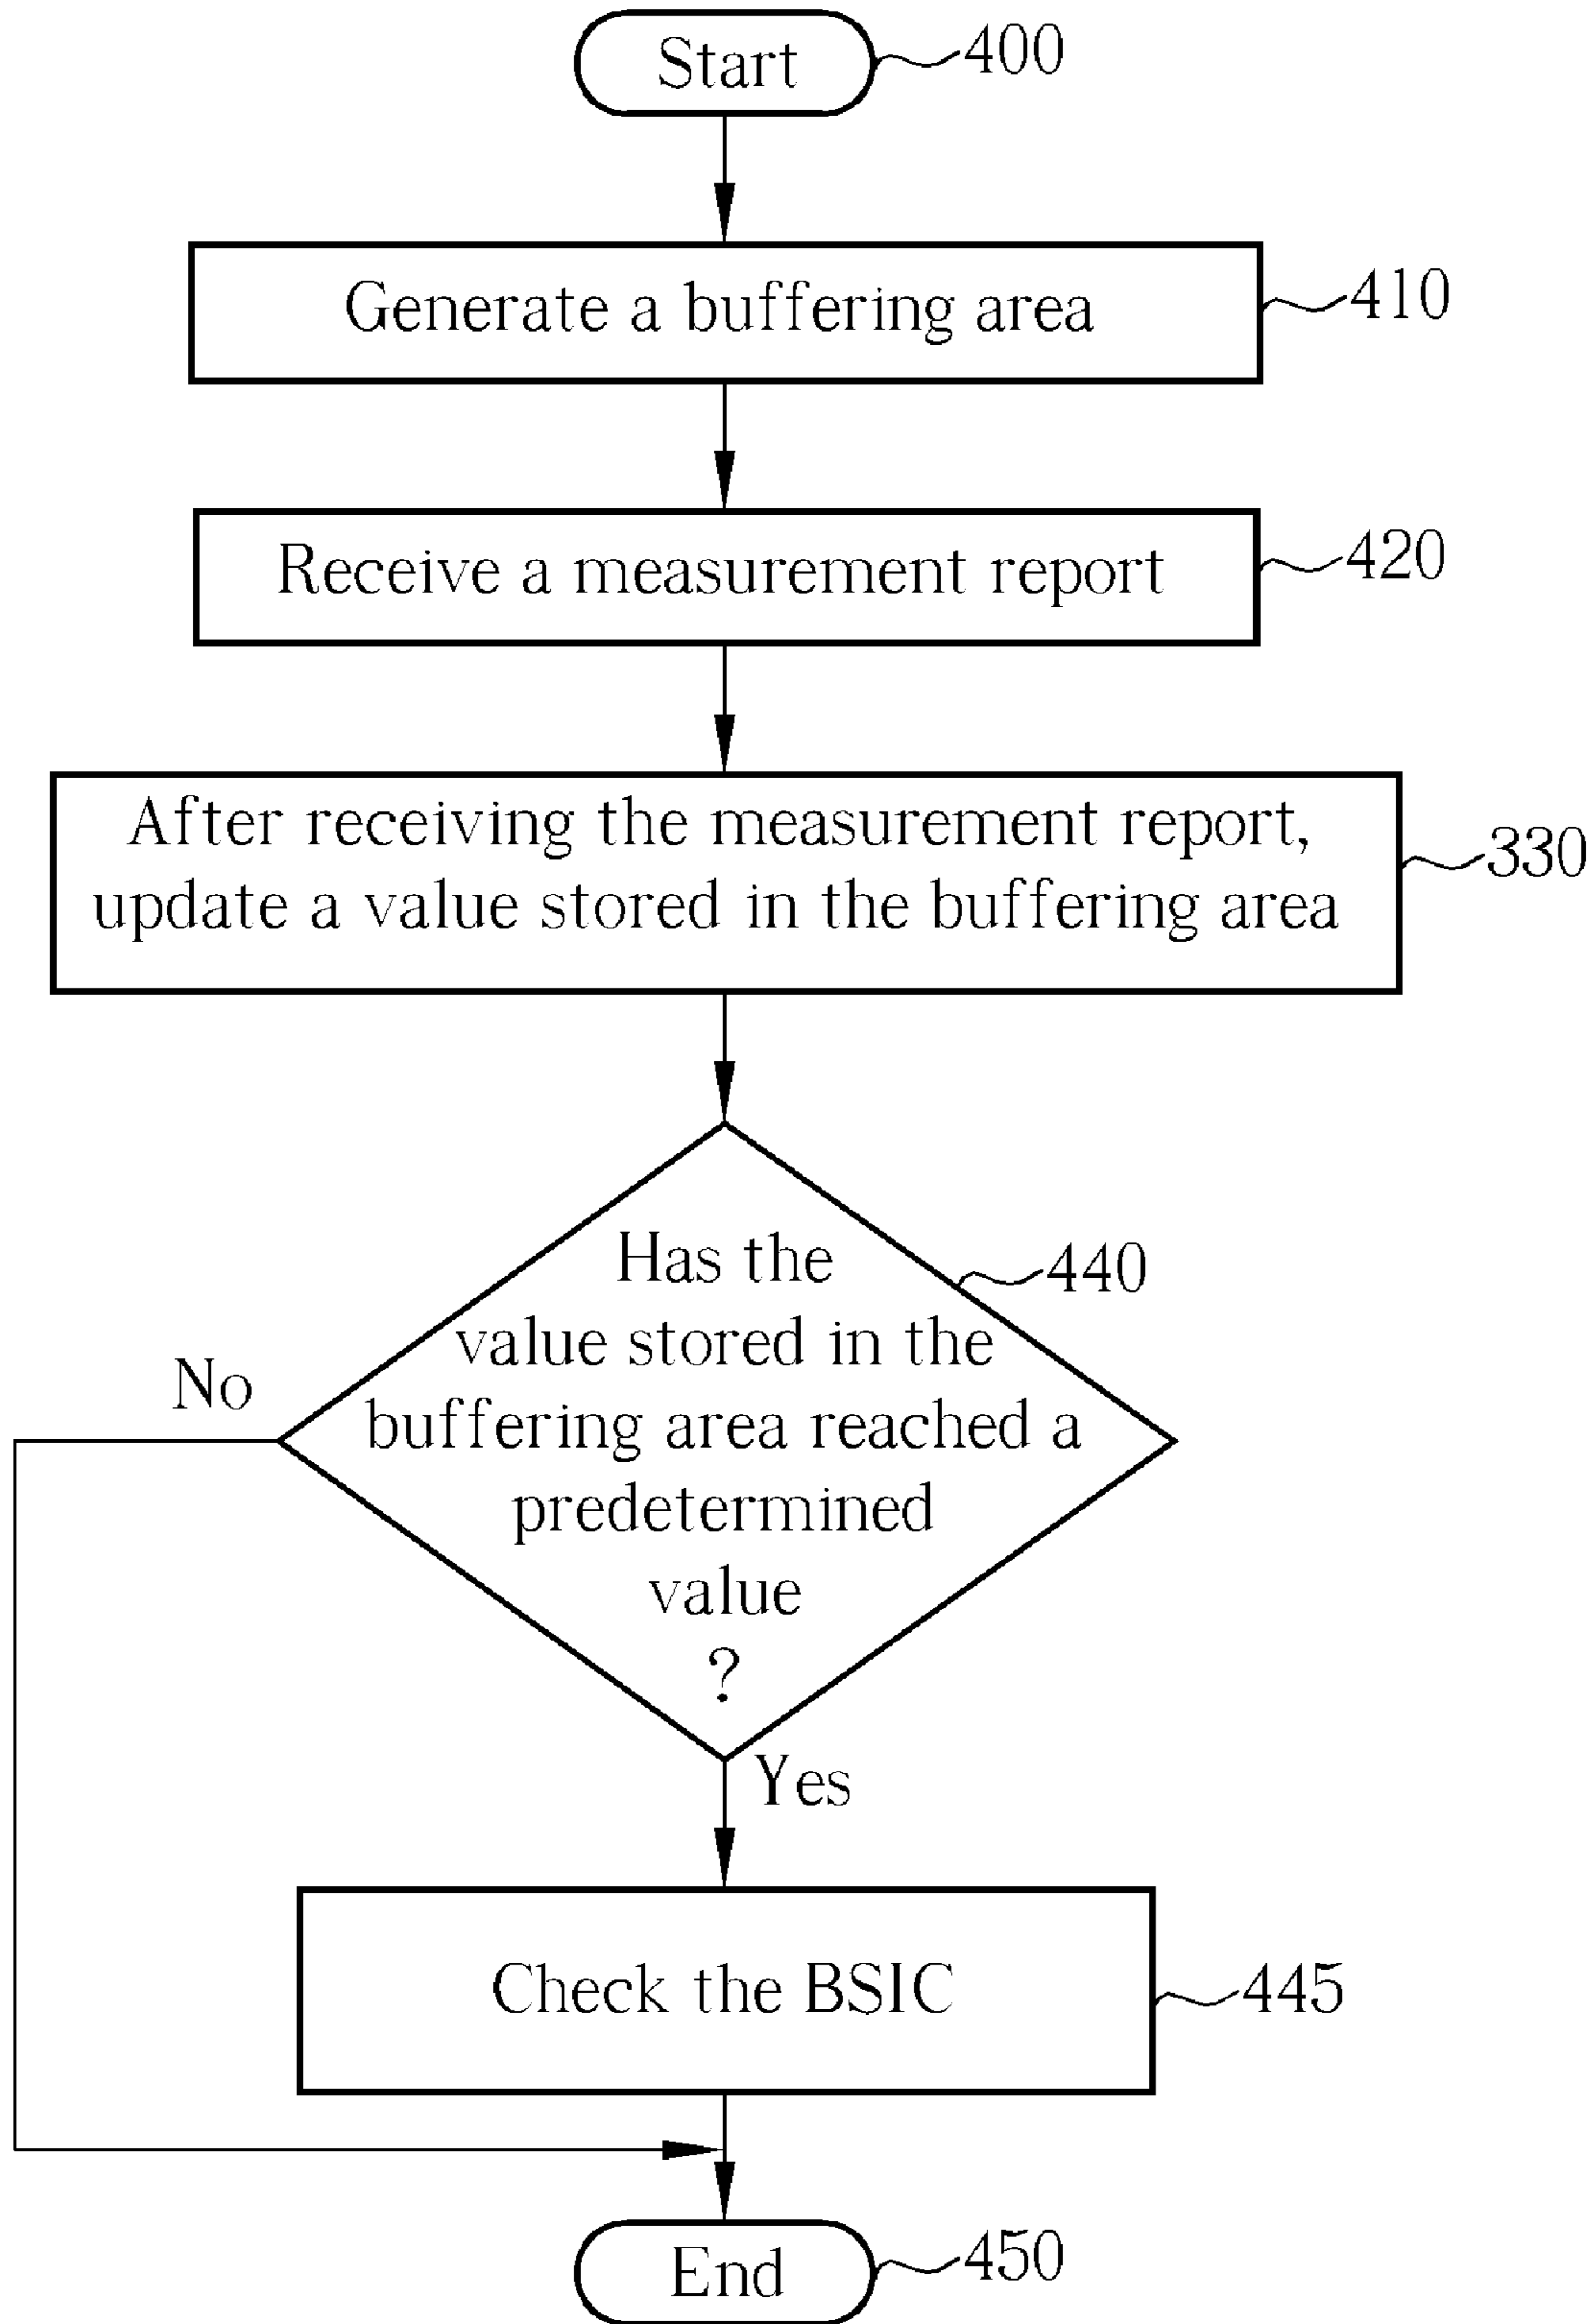 Start
400
Generate a buffering area
410
Receive a measurement report
420
After receiving the measurement report,
update a value stored in the buffering area
330
Has the
value stored in the
buffering area reached a
predetermined
value
?
440
No
Yes
Check the BSIC
445
End
450